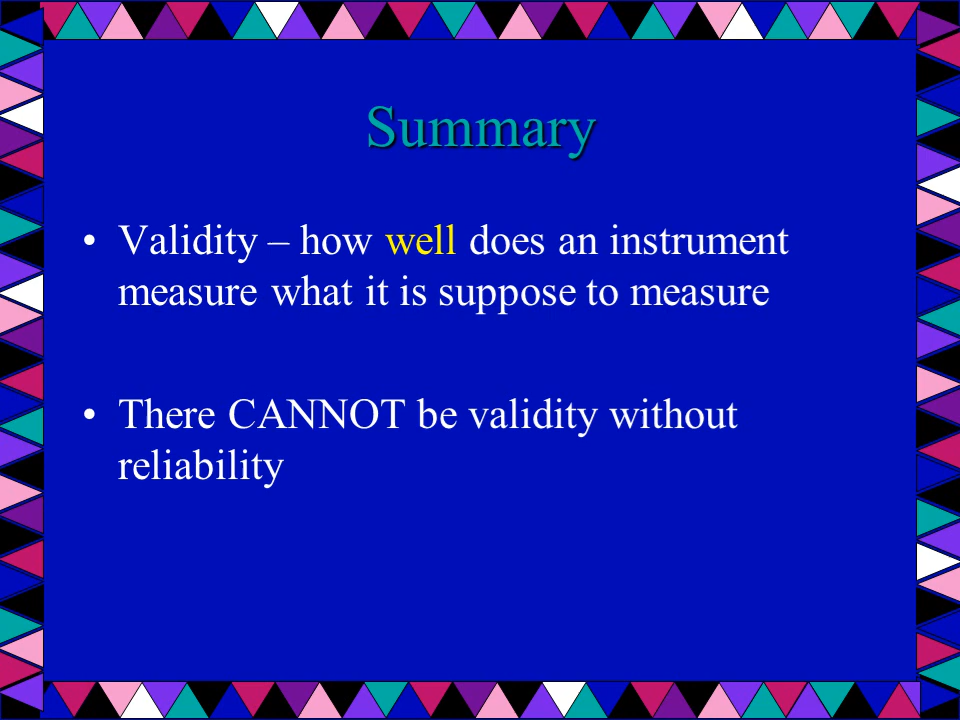 Summary
• Validity – how well does an instrument
measure what it is suppose to measure
• There CANNOT be validity without
reliability